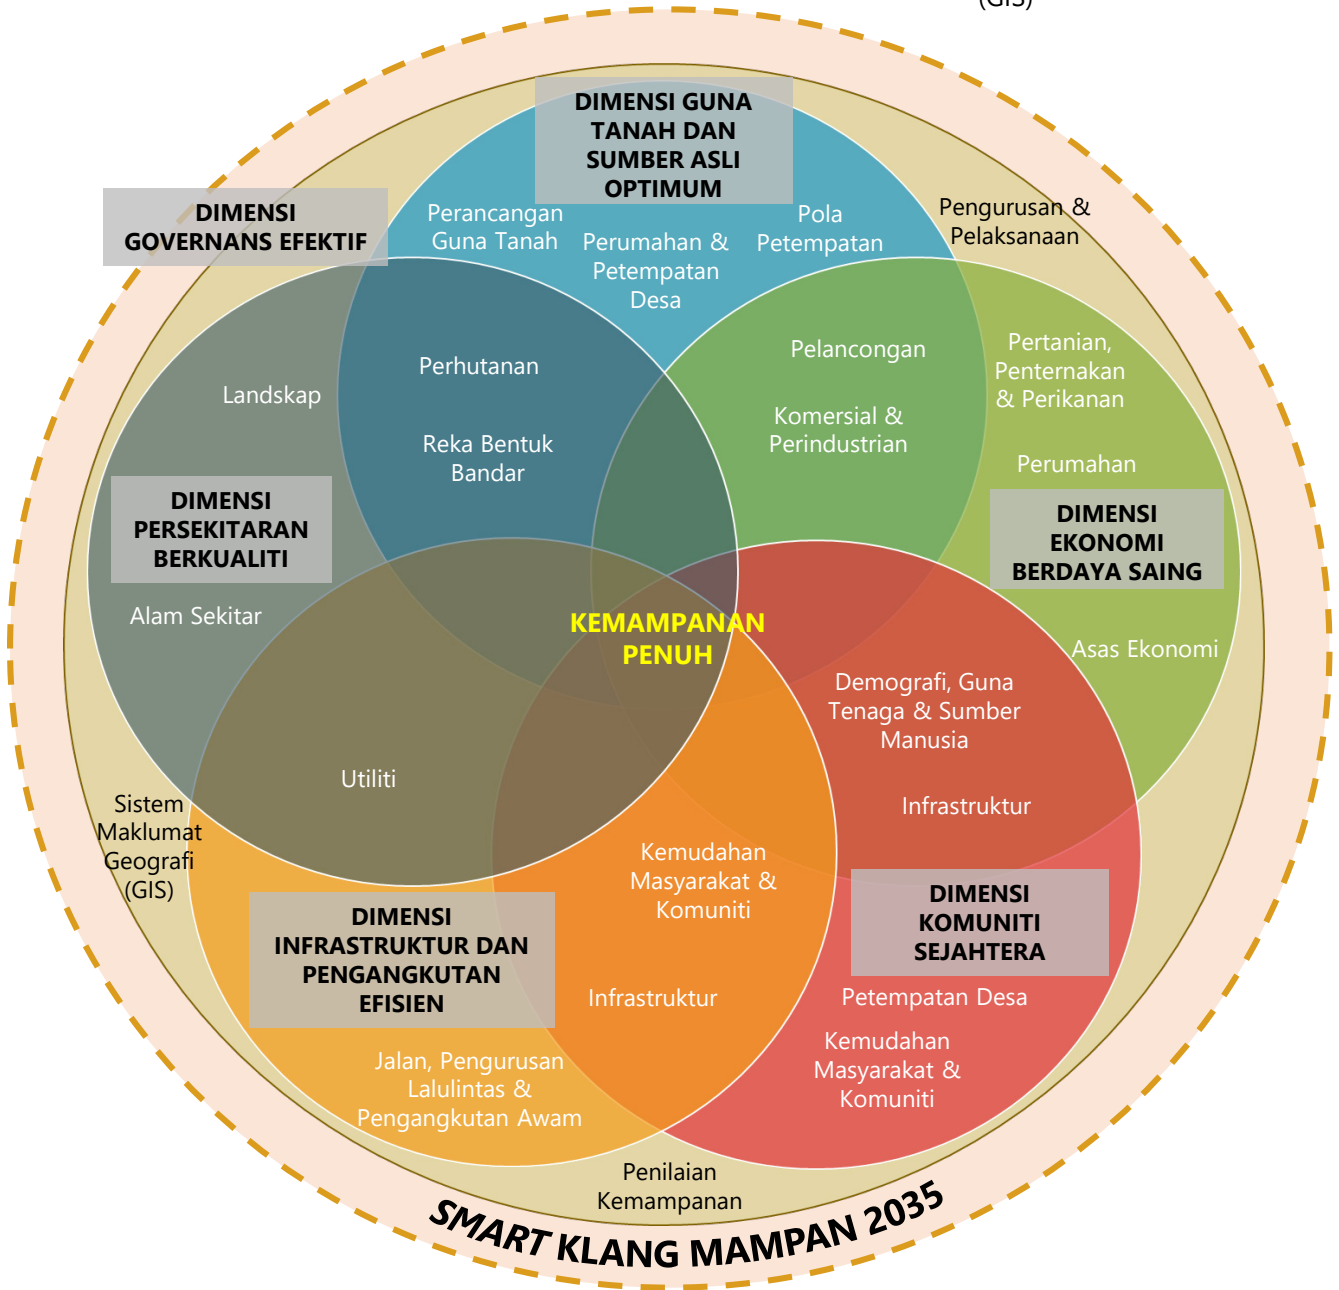 (GIS)
DIMENSI GUNA
TANAH DAN
SUMBER ASLI
OPTIMUM
DIMENSI
GOVERNANS EFEKTIF
Perancangan
Guna Tanah
Perumahan &
Petempatan
Desa
Pola
Petempatan
Pengurusan &
Pelaksanaan
Landskap
Perhutanan
Reka Bentuk
Bandar
Pelancongan
Komersial &
Perindustrian
Pertanian,
Penternakan
& Perikanan
Perumahan
DIMENSI
PERSEKITARAN
BERKUALITI
DIMENSI
EKONOMI
BERDAYA SAING
Alam Sekitar
KEMAMPANAN
PENUH
Asas Ekonomi
Demografi, Guna
Tenaga & Sumber
Manusia
Infrastruktur
Utiliti
Sistem
Maklumat
Geografi
(GIS)
Kemudahan
Masyarakat &
Komuniti
Infrastruktur
DIMENSI
INFRASTRUKTUR DAN
PENGANGKUTAN
EFISIEN
DIMENSI
KOMUNITI
SEJAHTERA
Petempatan Desa
Kemudahan
Masyarakat &
Komuniti
Jalan, Pengurusan
Lalulintas &
Pengangkutan Awam
Penilaian
Kemampanan
SMART KLANG MAMPAN 2035